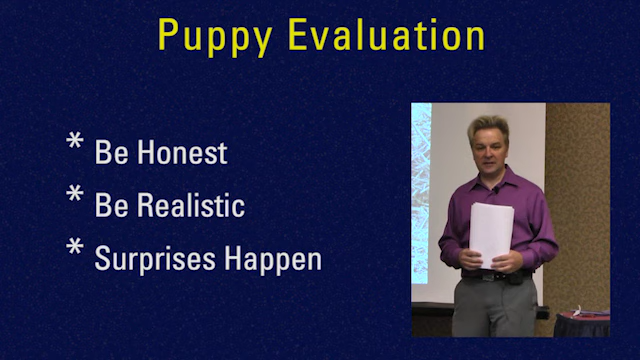 Puppy Evaluation
* Be Honest
* Be Realistic
* Surprises Happen